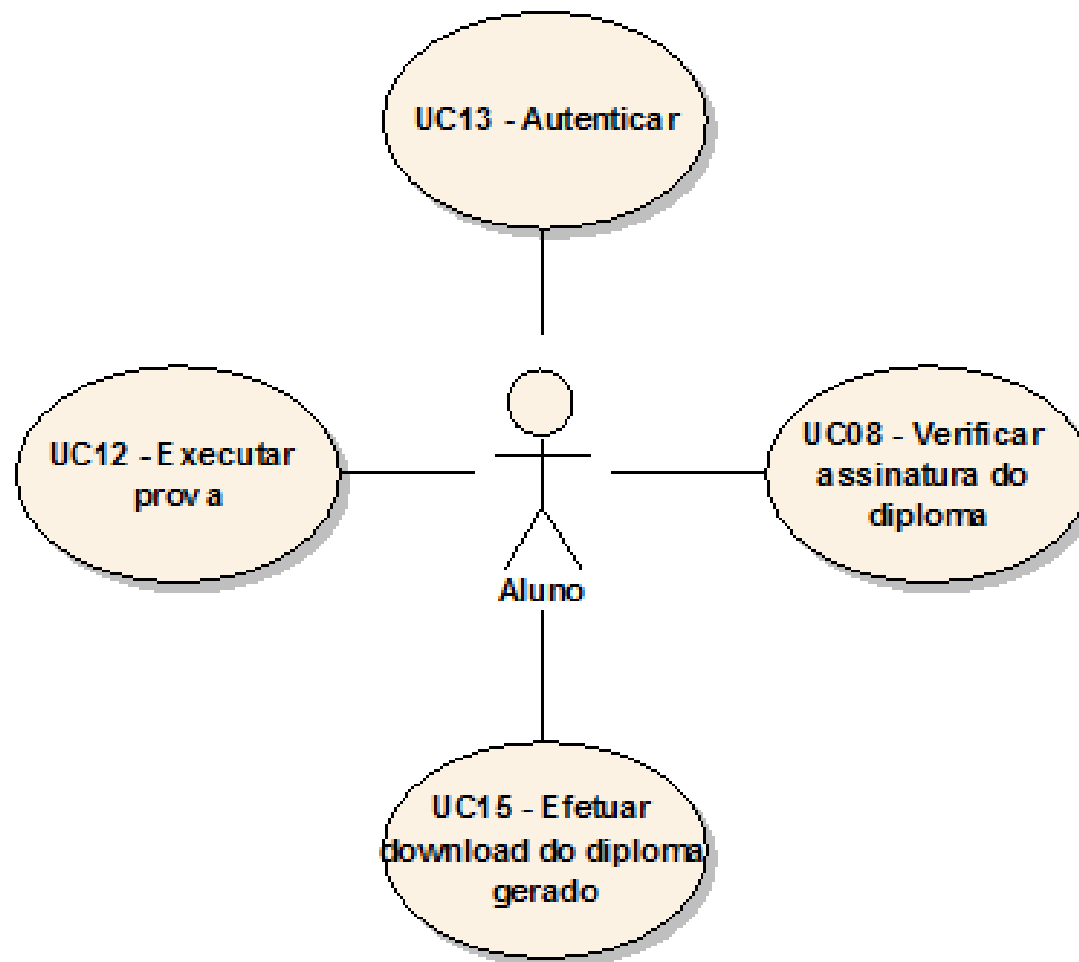 UC13 - Autenticar
UC12 - Executar
prova
UC08 - Verificar
assinatura do
diploma
Aluno
UC15 - Efetuar
download do diploma
gerado